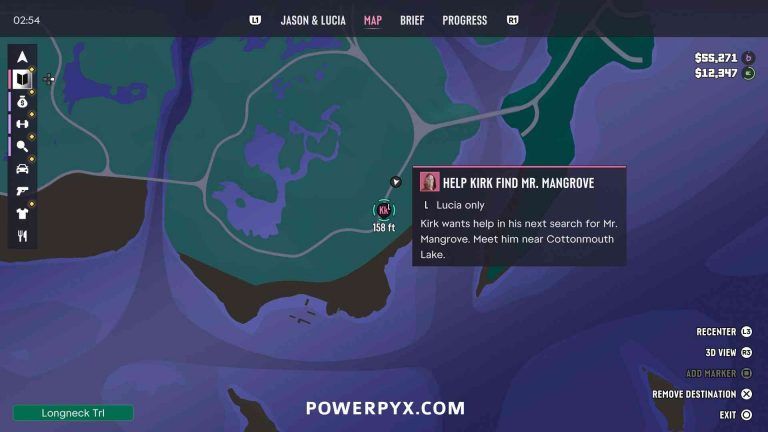 02:54
L1 JASON & LUCIA MAP BRIEF PROGRESS R1
$55,271
$12,347
HELP KIRK FIND MR. MANGROVE
L Lucia only
Kirk wants help in his next search for Mr.
Mangrove. Meet him near Cottonmouth
Lake.
158 ft
RECENTER L3
3D VIEW R3
ADD MARKER
REMOVE DESTINATION
EXIT
Longneck Trl
POWERPYX.COM